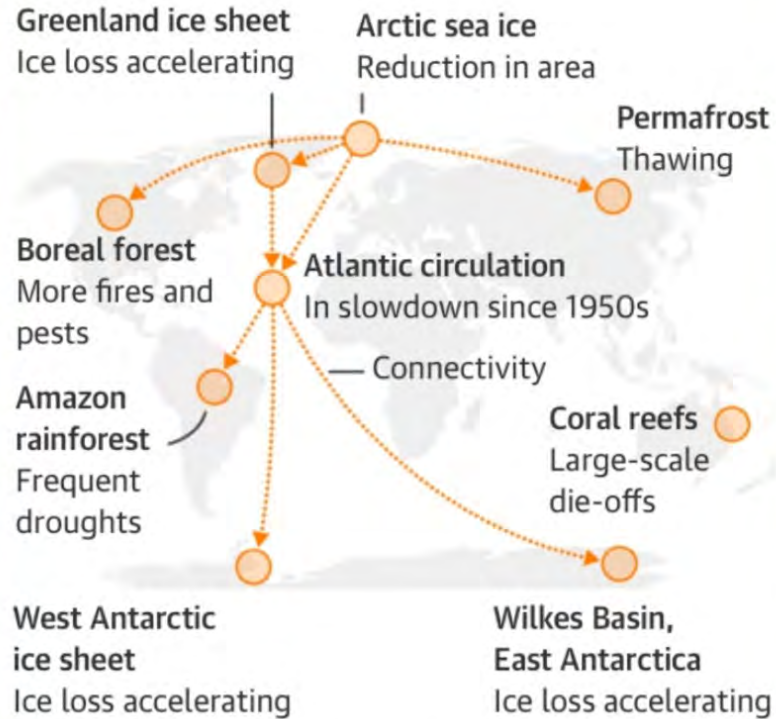 Greenland ice sheet
Ice loss accelerating
Arctic sea ice
Reduction in area
Permafrost
Thawing
Boreal forest
More fires and
pests
Atlantic circulation
In slowdown since 1950s
Connectivity
Amazon
rainforest
Frequent
droughts
Coral reefs
Large-scale
die-offs
West Antarctic
ice sheet
Ice loss accelerating
Wilkes Basin,
East Antarctica
Ice loss accelerating